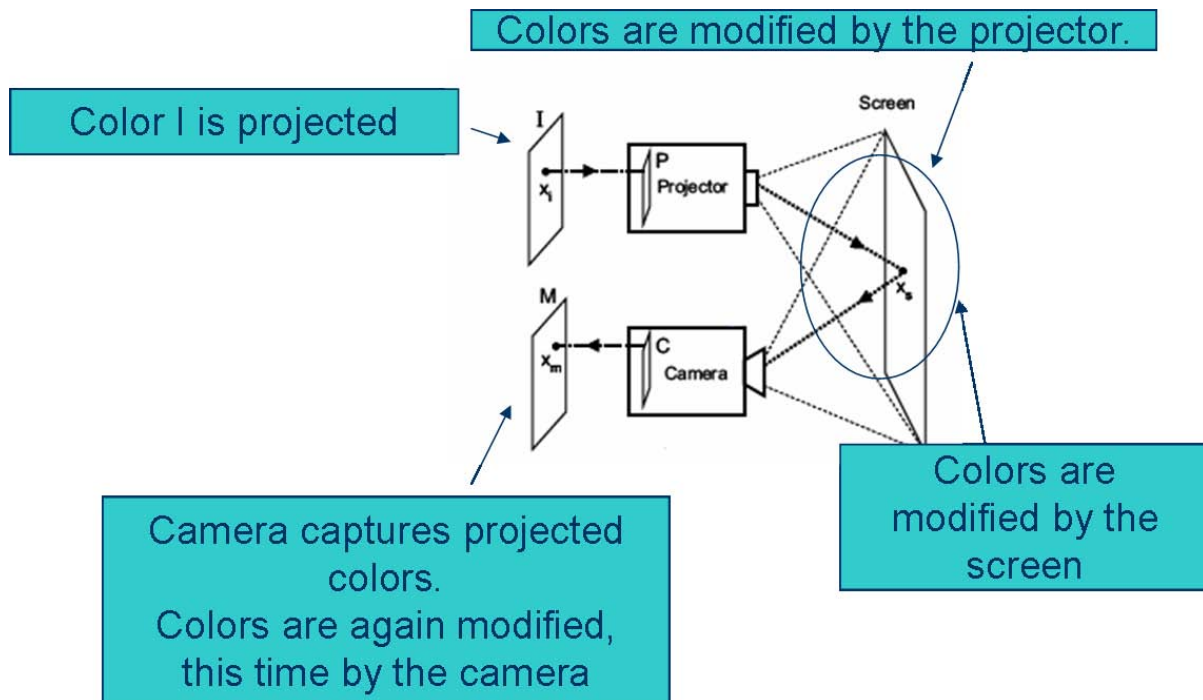 Colors are modified by the projector.
Color I is projected
Screen
I
P
Projector
x_i
x_s
M
C
Camera
x_m
Camera captures projected
colors.
Colors are again modified,
this time by the camera
Colors are
modified by the
screen